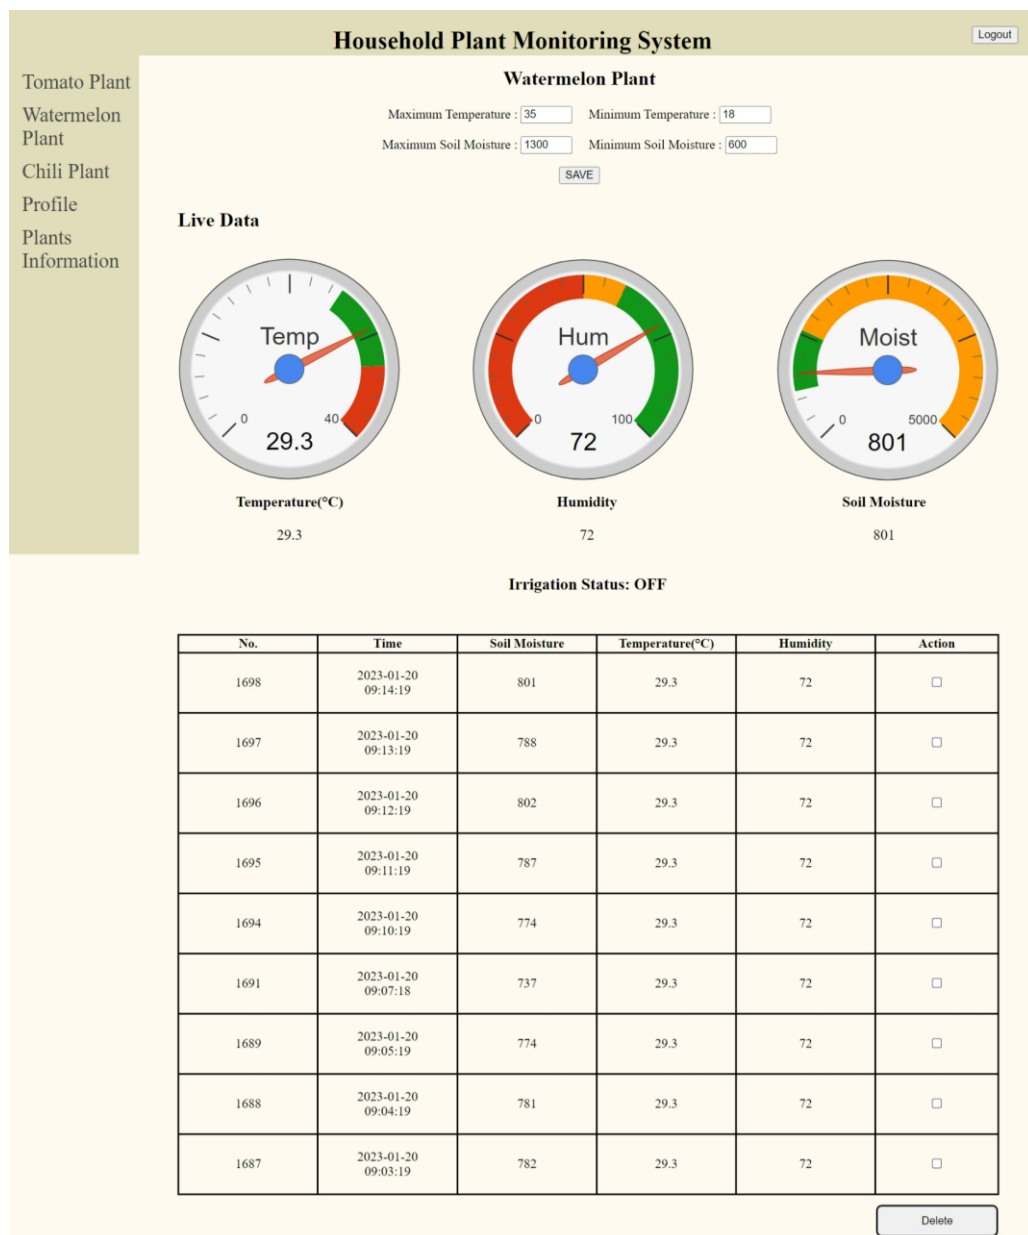 Household Plant Monitoring System
Logout
Tomato Plant
Watermelon
Plant
Chili Plant
Profile
Plants
Information
Watermelon Plant
Maximum Temperature : 35 Minimum Temperature : 18
Maximum Soil Moisture : 1300 Minimum Soil Moisture : 600
SAVE
Live Data
Temp
0 40
29.3
Hum
0 100
72
Moist
0 5000
801
Temperature(°C) Humidity Soil Moisture
29.3 72 801
Irrigation Status: OFF
No. Time Soil Moisture Temperature(°C) Humidity Action
1698 2023-01-20 09:14:19 801 29.3 72
1697 2023-01-20 09:13:19 788 29.3 72
1696 2023-01-20 09:12:19 802 29.3 72
1695 2023-01-20 09:11:19 787 29.3 72
1694 2023-01-20 09:10:19 774 29.3 72
1691 2023-01-20 09:07:18 737 29.3 72
1689 2023-01-20 09:05:19 774 29.3 72
1688 2023-01-20 09:04:19 781 29.3 72
1687 2023-01-20 09:03:19 782 29.3 72
Delete